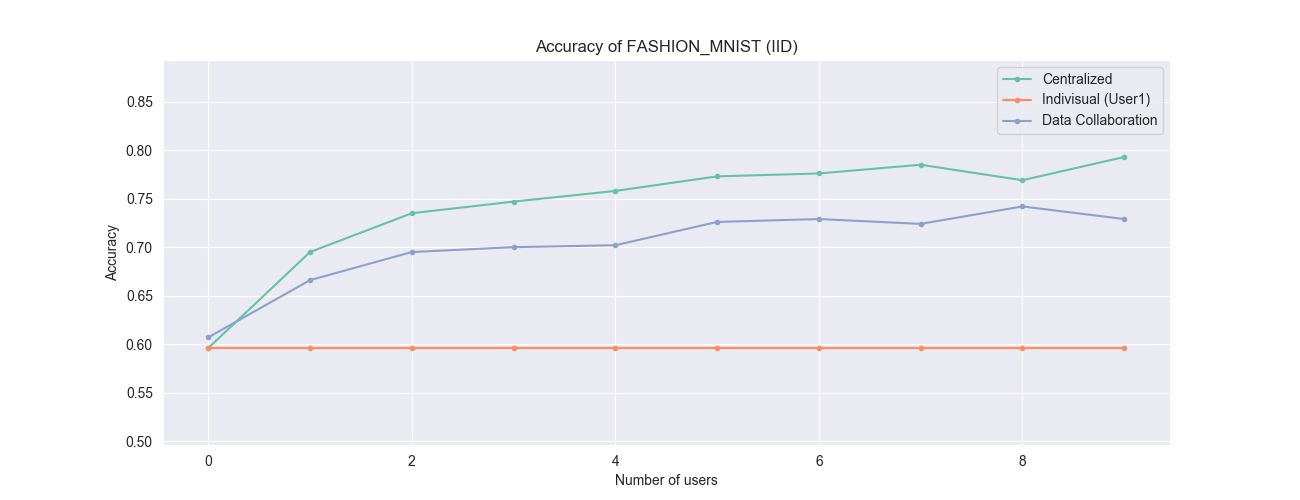 Accuracy of FASHION_MNIST (IID)
Centralized
Indivisual (User1)
Data Collaboration
Accuracy
0.85
0.80
0.75
0.70
0.65
0.60
0.55
0.50
0 2 4 6 8
Number of users